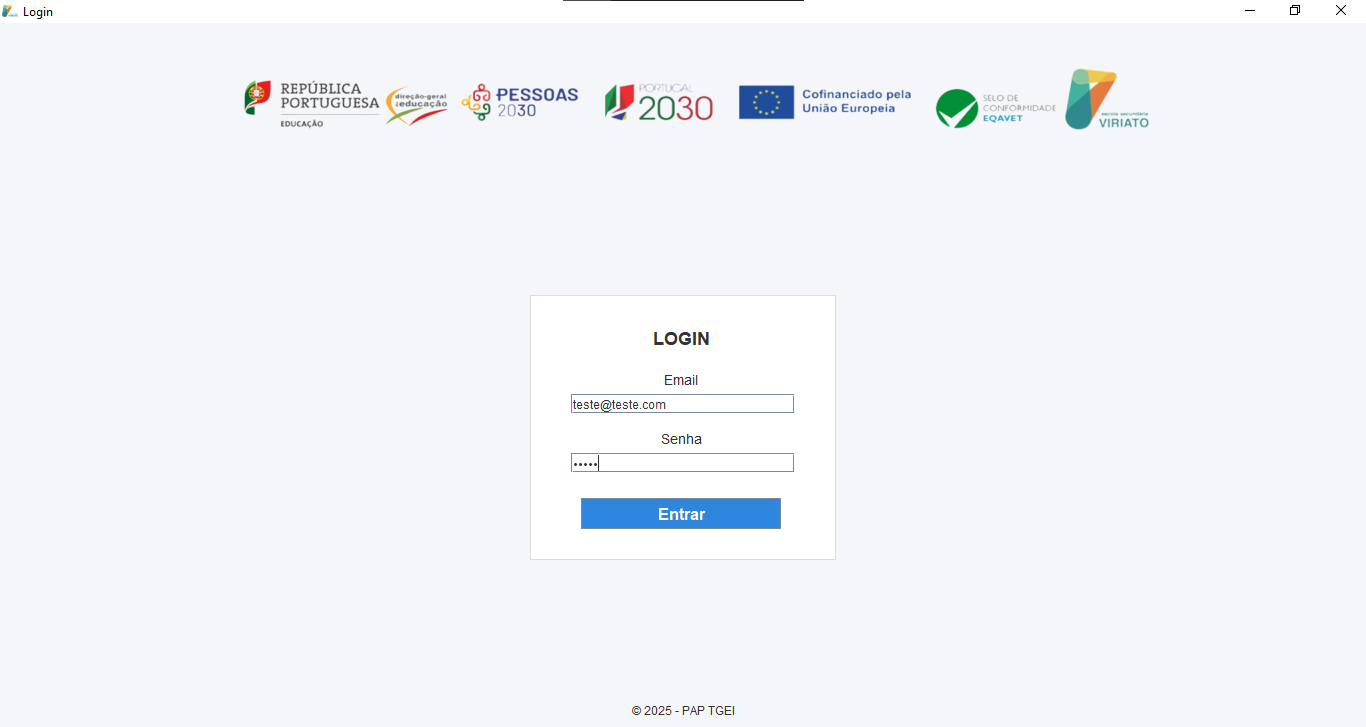 Login
REPÚBLICA
PORTUGUESA
EDUCAÇÃO
direção-geral
da educação
PESSOAS
2030
PORTUGAL
2030
Cofinanciado pela
União Europeia
SELO DE
CONFORMIDADE
EQAVET
escola secundária
VIRIATO
LOGIN
Email
teste@teste.com
Senha
•••••
Entrar
© 2025 - PAP TGEI